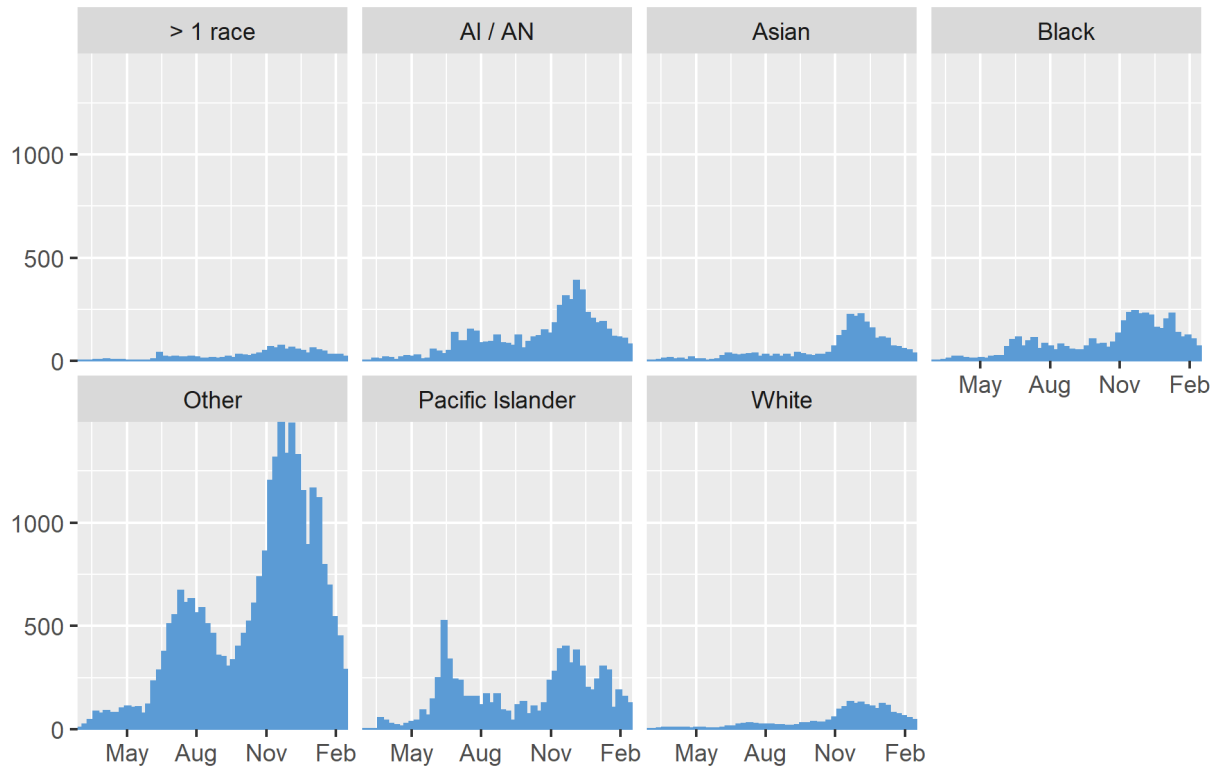 > 1 race AI / AN Asian Black
1000
500
0
May Aug Nov Feb
Other Pacific Islander White
1000
500
0
May Aug Nov Feb May Aug Nov Feb May Aug Nov Feb